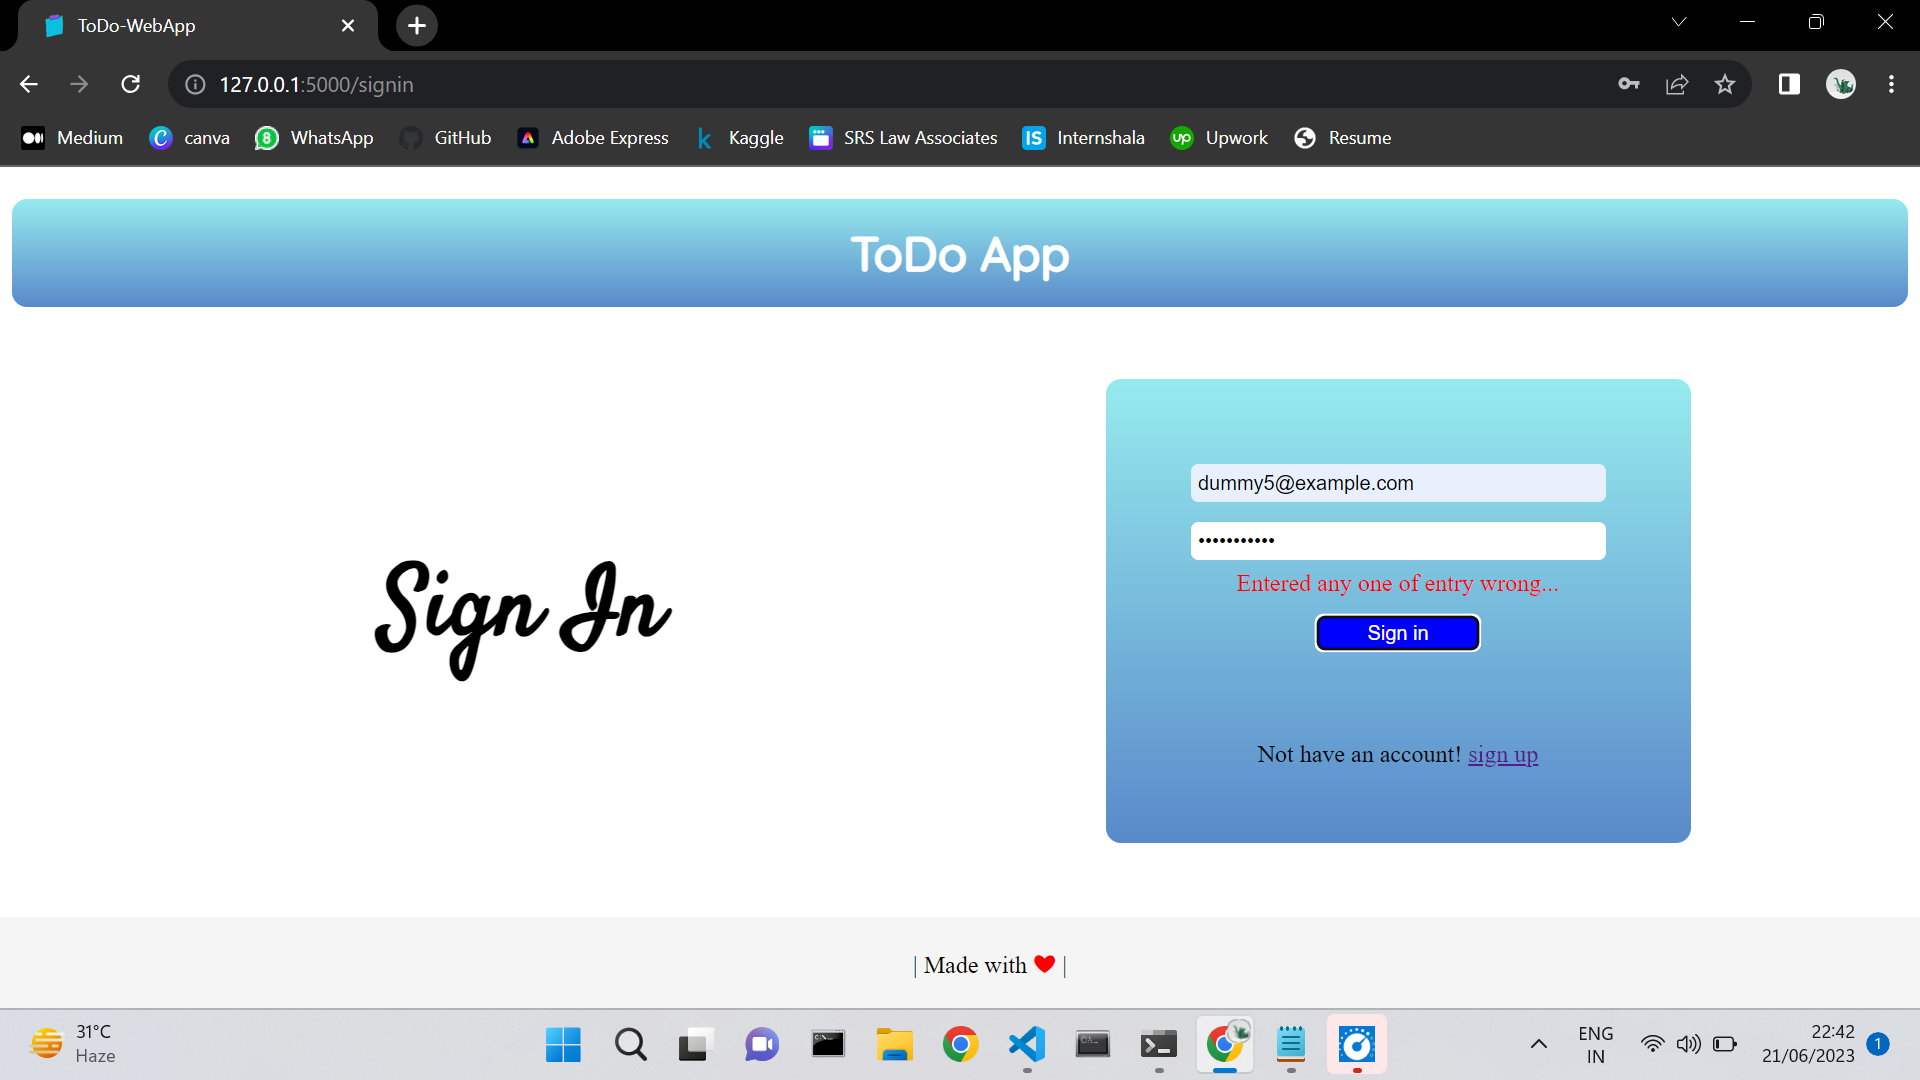 ToDo-WebApp
127.0.0.1:5000/signin
Medium canva WhatsApp GitHub Adobe Express Kaggle SRS Law Associates Internshala Upwork Resume
ToDo App
Sign In
dummy5@example.com
•••••••••••
Entered any one of entry wrong...
Sign in
Not have an account! sign up
| Made with ❤ |
31°C
Haze
ENG
IN
22:42
21/06/2023
1